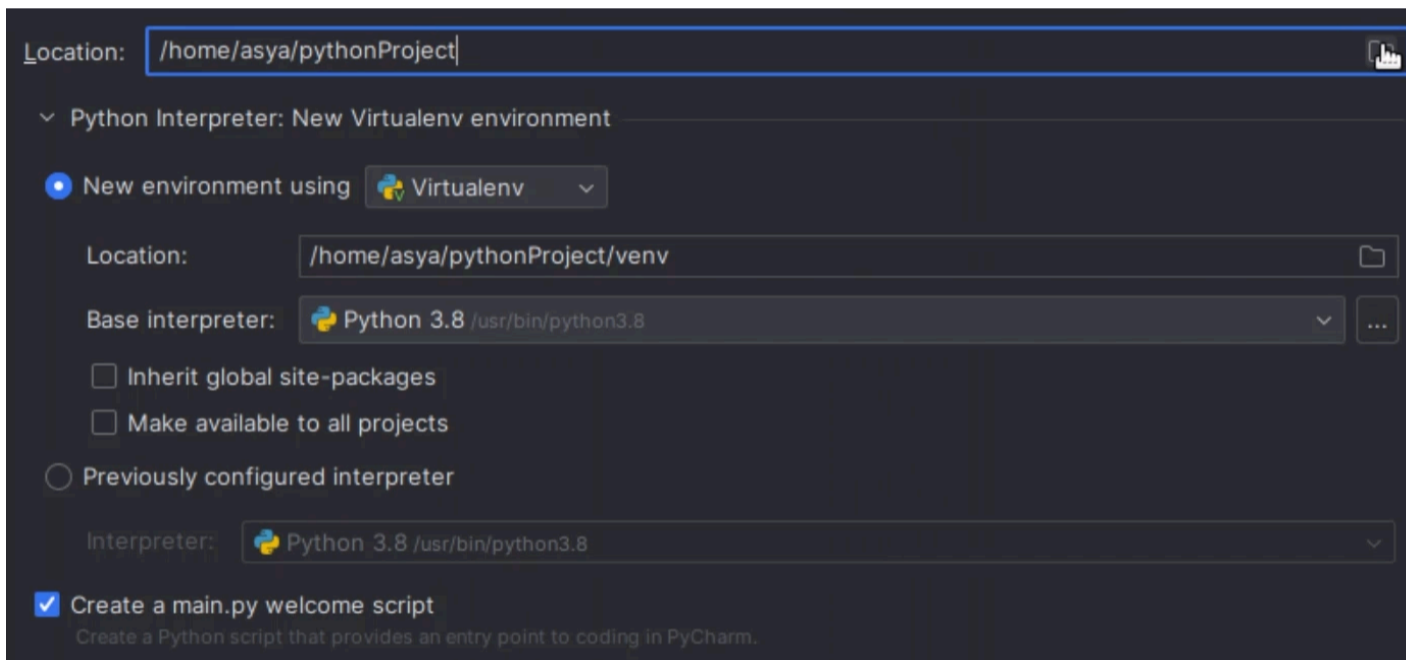 Location: /home/asya/pythonProject
Python Interpreter: New Virtualenv environment
New environment using Virtualenv
Location: /home/asya/pythonProject/venv
Base interpreter: Python 3.8 /usr/bin/python3.8 ...
Inherit global site-packages
Make available to all projects
Previously configured interpreter
Interpreter: Python 3.8 /usr/bin/python3.8
Create a main.py welcome script
Create a Python script that provides an entry point to coding in PyCharm.